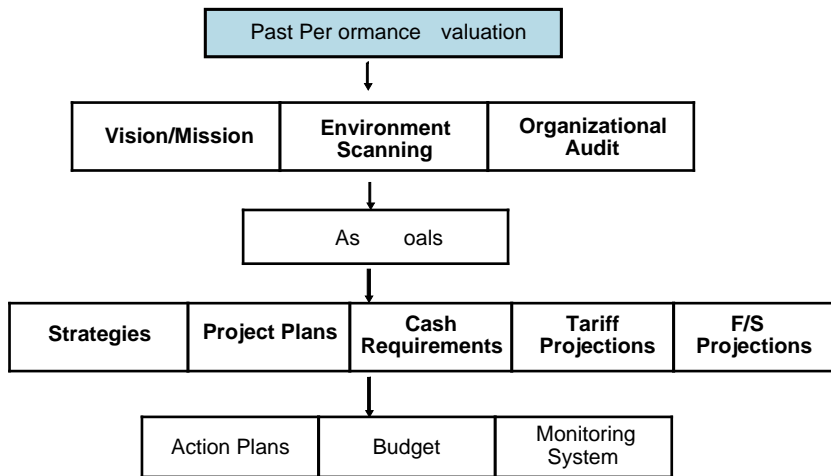 Past Per ormance valuation
Vision/Mission
Environment
Scanning
Organizational
Audit
As oals
Strategies
Project Plans
Cash
Requirements
Tariff
Projections
F/S
Projections
Action Plans
Budget
Monitoring
System